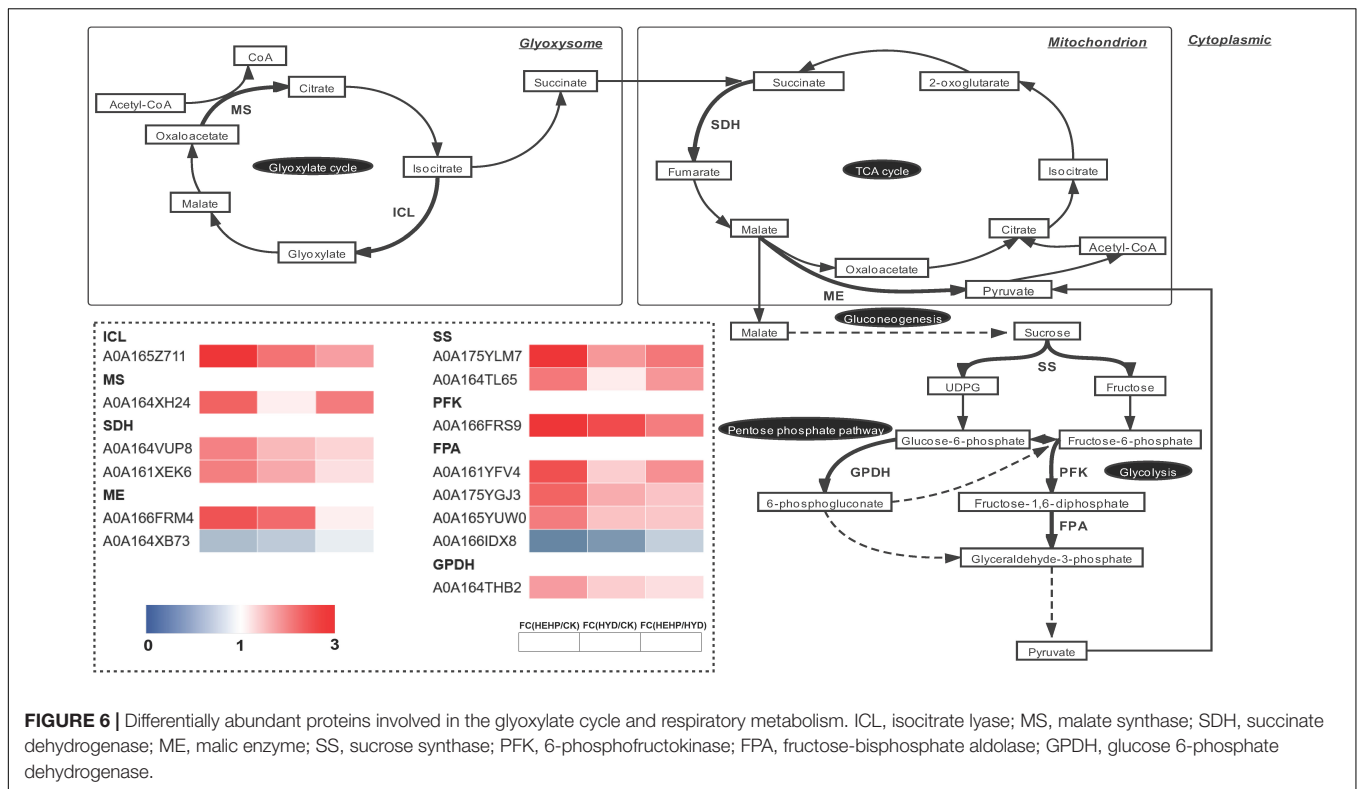 Glyoxysome
Mitochondrion
Cytoplasmic
CoA
Acetyl-CoA
Citrate
MS
Oxaloacetate
Glyoxylate cycle
Isocitrate
Malate
ICL
Glyoxylate
Succinate
Succinate
2-oxoglutarate
SDH
Fumarate
TCA cycle
Isocitrate
Malate
Citrate
Acetyl-CoA
Oxaloacetate
ME
Pyruvate
Gluconeogenesis
Malate
Sucrose
SS
UDPG
Fructose
Pentose phosphate pathway
Glucose-6-phosphate
Fructose-6-phosphate
GPDH
PFK
Glycolysis
6-phosphogluconate
Fructose-1,6-diphosphate
FPA
Glyceraldehyde-3-phosphate
Pyruvate
ICL
A0A165Z711
MS
A0A164XH24
SDH
A0A164VUP8
A0A161XEK6
ME
A0A166FRM4
A0A164XB73
0 1 3
SS
A0A175YLM7
A0A164TL65
PFK
A0A166FRS9
FPA
A0A161YFV4
A0A175YGJ3
A0A165YUW0
A0A166IDX8
GPDH
A0A164THB2
FC(HEHP/CK) FC(HYD/CK) FC(HEHP/HYD)
FIGURE 6 | Differentially abundant proteins involved in the glyoxylate cycle and respiratory metabolism. ICL, isocitrate lyase; MS, malate synthase; SDH, succinate
dehydrogenase; ME, malic enzyme; SS, sucrose synthase; PFK, 6-phosphofructokinase; FPA, fructose-bisphosphate aldolase; GPDH, glucose 6-phosphate
dehydrogenase.